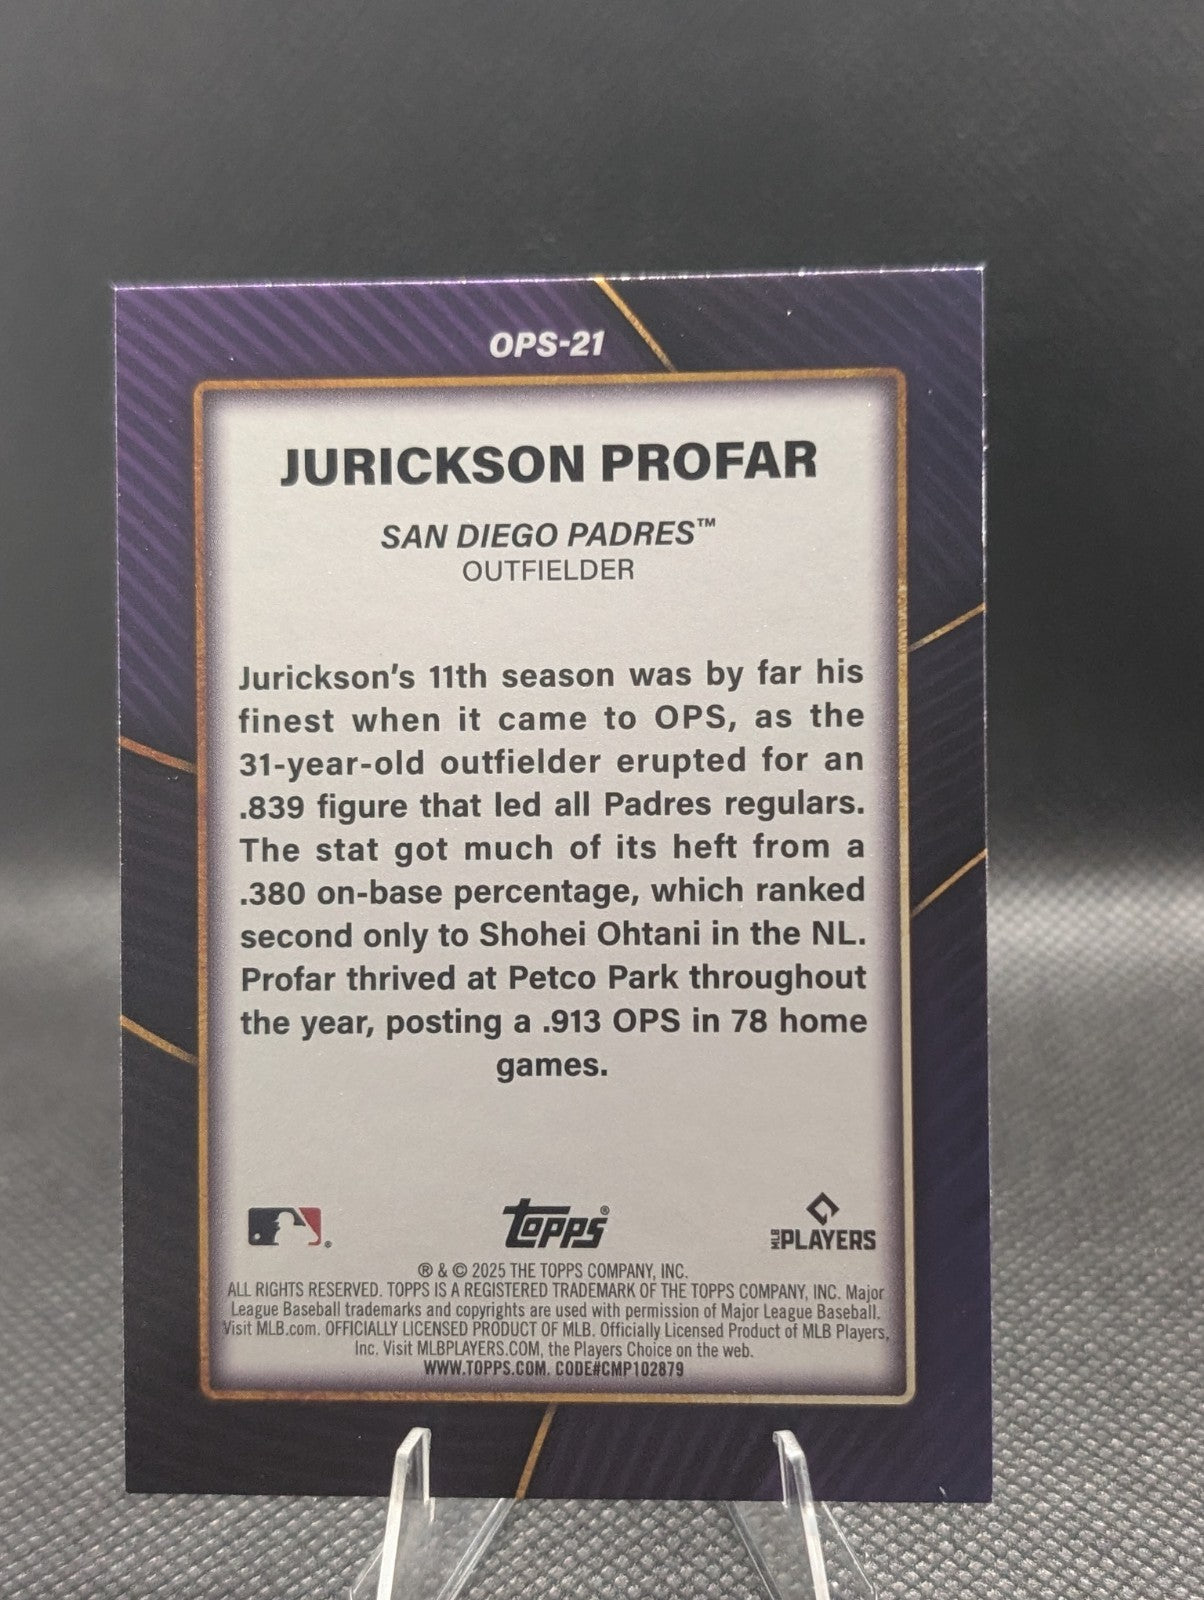 OPS-21
JURICKSON PROFAR
SAN DIEGO PADRES™
OUTFIELDER
Jurickson's 11th season was by far his
finest when it came to OPS, as the
31-year-old outfielder erupted for an
.839 figure that led all Padres regulars.
The stat got much of its heft from a
.380 on-base percentage, which ranked
second only to Shohei Ohtani in the NL.
Profar thrived at Petco Park throughout
the year, posting a .913 OPS in 78 home
games.
®
topps®
MLB PLAYERS
® & © 2025 THE TOPPS COMPANY, INC.
ALL RIGHTS RESERVED. TOPPS IS A REGISTERED TRADEMARK OF THE TOPPS COMPANY, INC. Major
League Baseball trademarks and copyrights are used with permission of Major League Baseball.
Visit MLB.com. OFFICIALLY LICENSED PRODUCT OF MLB. Officially Licensed Product of MLB Players,
Inc. Visit MLBPLAYERS.COM, the Players Choice on the web.
WWW.TOPPS.COM. CODE#CMP102879